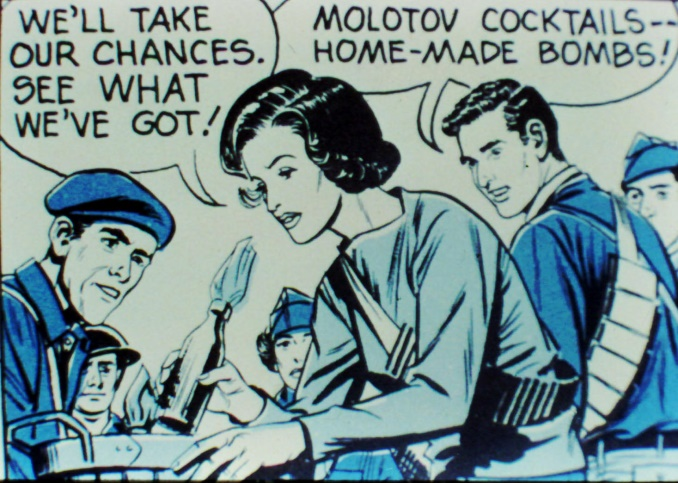 WE'LL TAKE
OUR CHANCES.
SEE WHAT
WE'VE GOT!
MOLOTOV COCKTAILS--
HOME-MADE BOMBS!